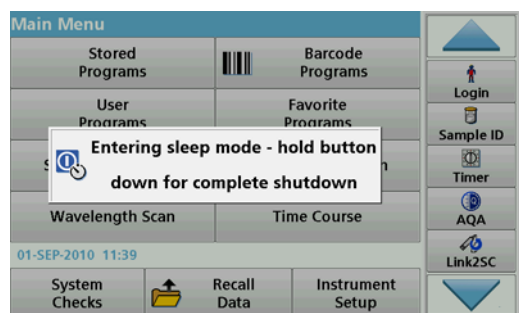 Main Menu
Stored
Programs
Barcode
Programs
User
Programs
Favorite
Programs
Entering sleep mode - hold button
down for complete shutdown
Wavelength Scan
Time Course
01-SEP-2010 11:39
System
Checks
Recall
Data
Instrument
Setup
Login
Sample ID
Timer
AQA
Link2SC